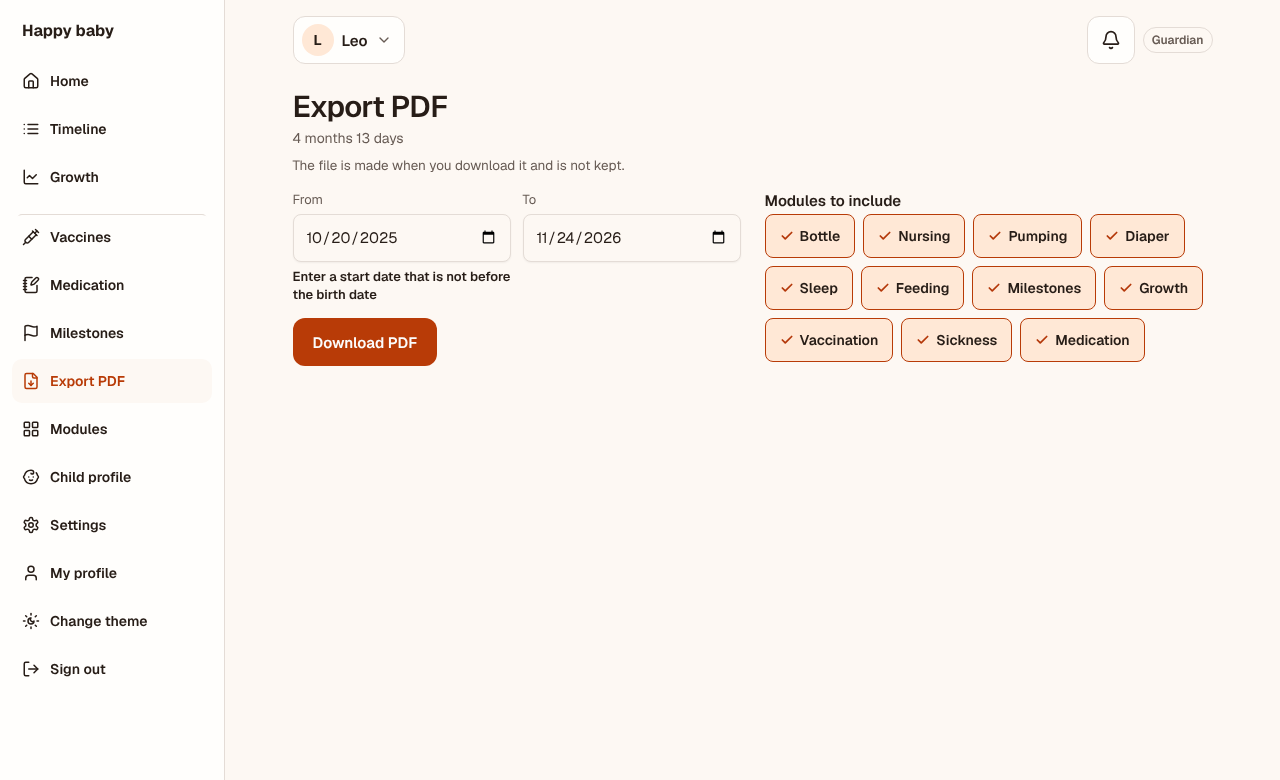 Happy baby
Home
Timeline
Growth
Vaccines
Medication
Milestones
Export PDF
Modules
Child profile
Settings
My profile
Change theme
Sign out
L
Leo
Guardian
Export PDF
4 months 13 days
The file is made when you download it and is not kept.
From
To
10/20/2025
11/24/2026
Enter a start date that is not before
the birth date
Download PDF
Modules to include
Bottle
Nursing
Pumping
Diaper
Sleep
Feeding
Milestones
Growth
Vaccination
Sickness
Medication